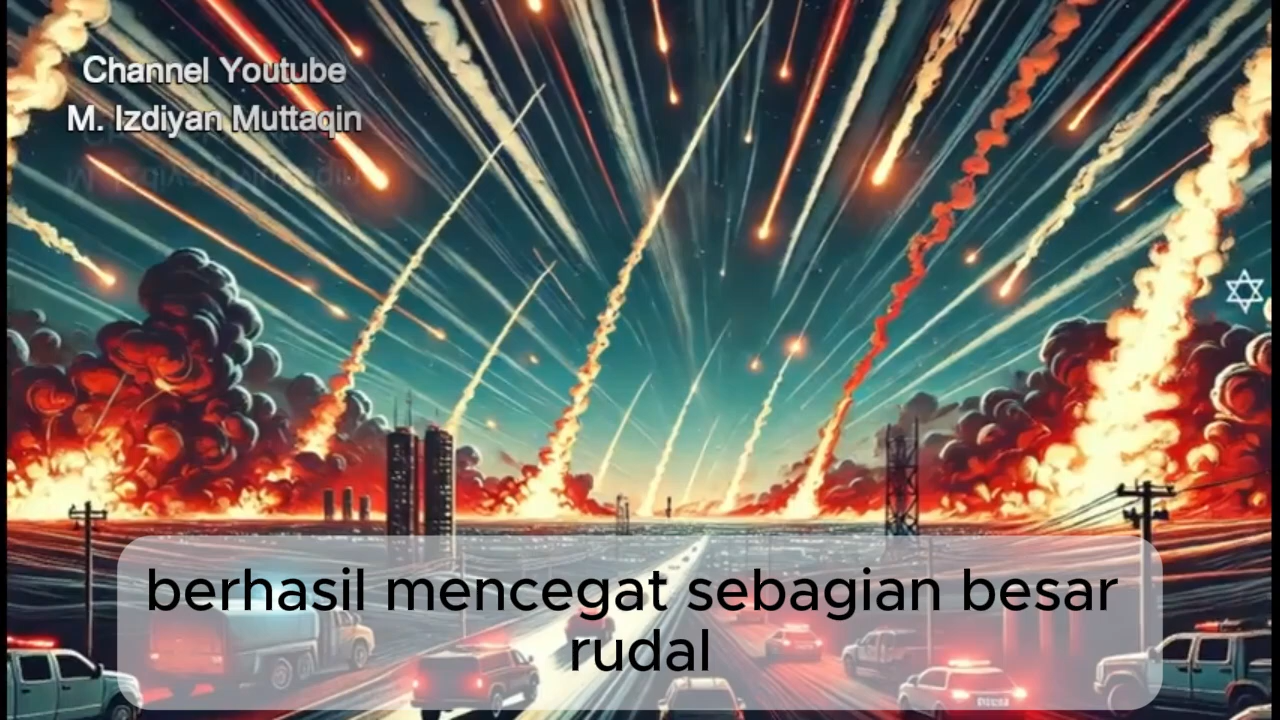 Channel Youtube
M. Izdiyan Muttaqin
berhasil mencegat sebagian besar
rudal